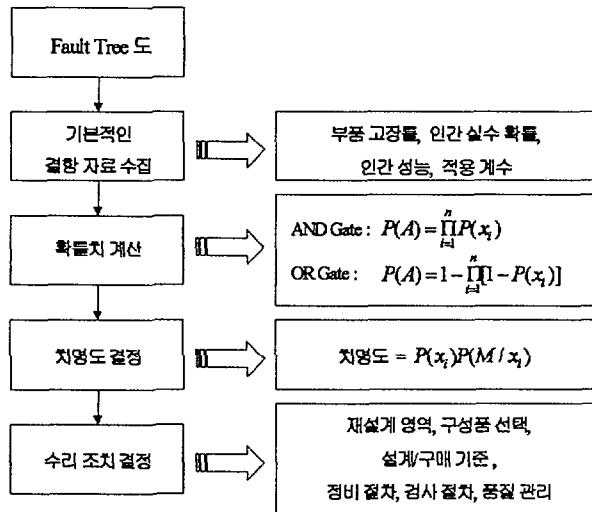 Fault Tree 도
기본적인
결함 자료 수집
부품 고장률, 인간 실수 확률,
인간 성능, 적용 계수
확률치 계산
AND Gate : P(A) = ∏_{i=1}^{n} P(x_i)
OR Gate : P(A) = 1 − ∏_{i=1}^{n} [1 − P(x_i)]
치명도 결정
치명도 = P(x_i)P(M / x_i)
수리 조치 결정
재설계 영역, 구성품 선택,
설계/구매 기준 ,
정비 절차, 검사 절차, 품질 관리